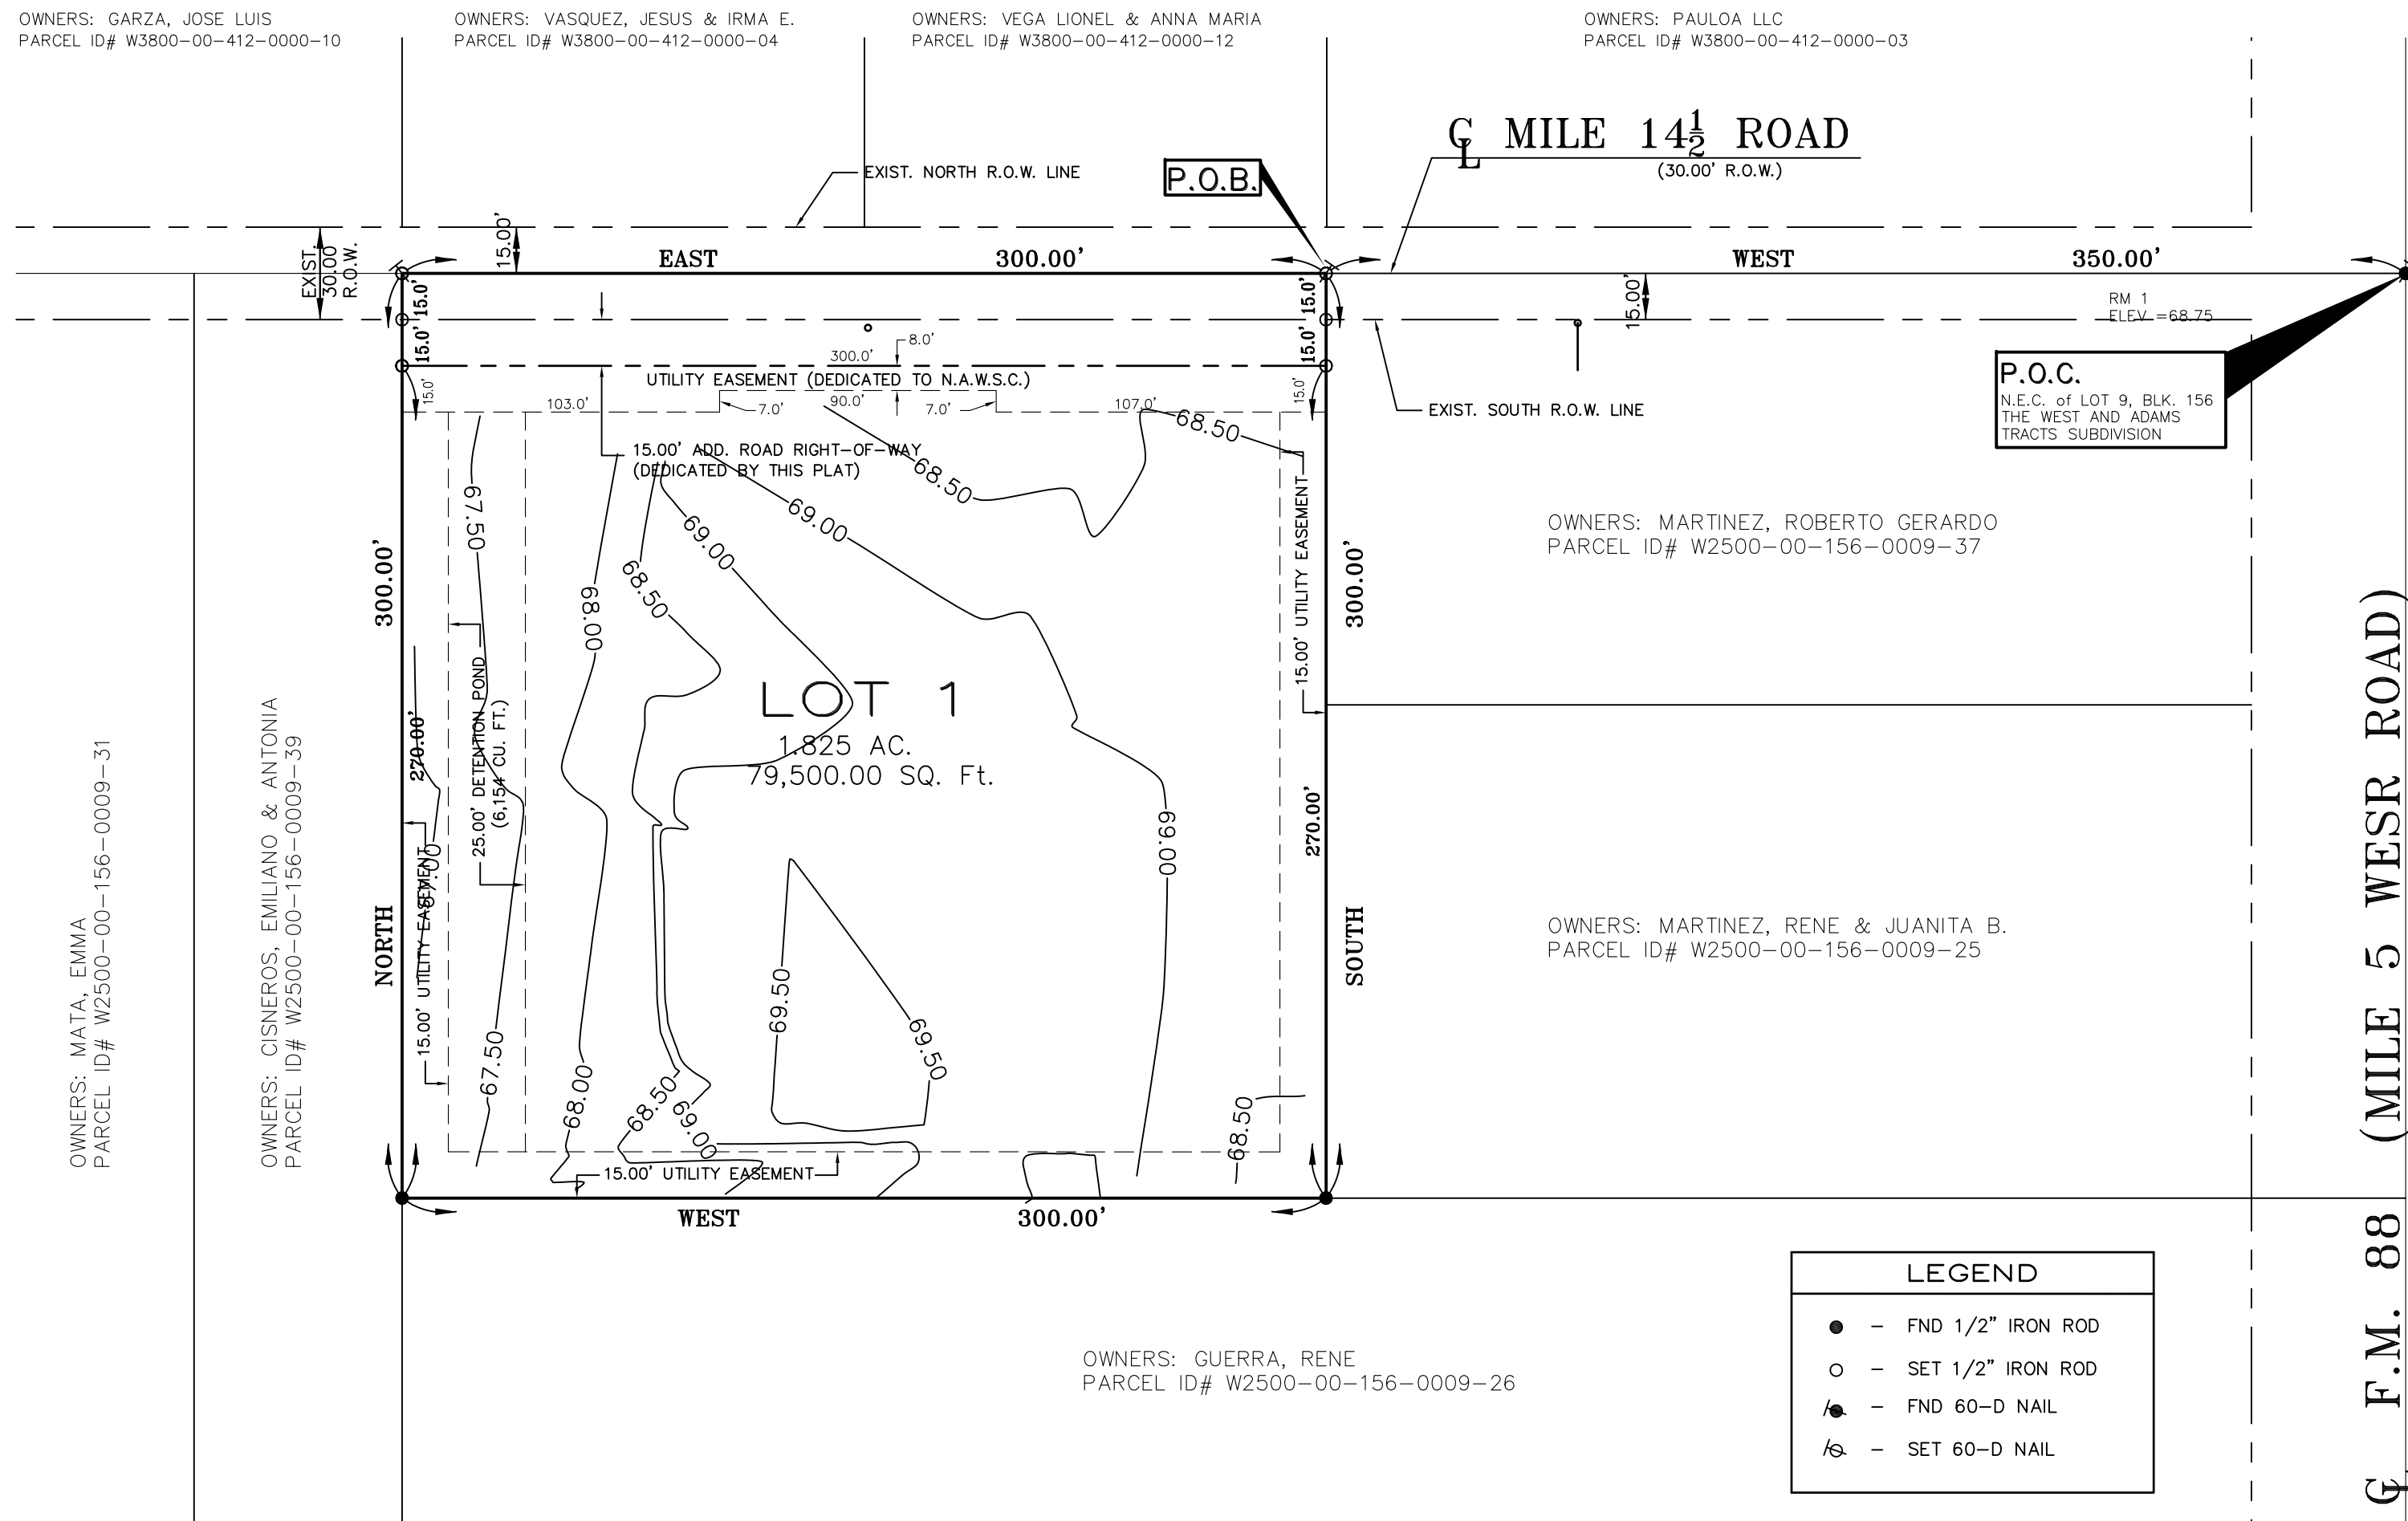 OWNERS: GARZA, JOSE LUIS
PARCEL ID# W3800-00-412-0000-10
OWNERS: VASQUEZ, JESUS & IRMA E.
PARCEL ID# W3800-00-412-0000-04
OWNERS: VEGA LIONEL & ANNA MARIA
PARCEL ID# W3800-00-412-0000-12
OWNERS: PAULOA LLC
PARCEL ID# W3800-00-412-0000-03
℄ MILE 14½ ROAD
(30.00' R.O.W.)
EXIST. NORTH R.O.W. LINE
P.O.B.
EXIST.
30.00
R.O.W.
15.00'
EAST
300.00'
WEST
350.00'
15.0'
15.0'
15.0'
15.0'
15.00'
RM 1
ELEV =68.75
8.0'
300.0'
UTILITY EASEMENT (DEDICATED TO N.A.W.S.C.)
15.0'
103.0'
7.0'
90.0'
7.0'
107.0'
15.0'
EXIST. SOUTH R.O.W. LINE
P.O.C.
N.E.C. of LOT 9, BLK. 156
THE WEST AND ADAMS
TRACTS SUBDIVISION
15.00' ADD. ROAD RIGHT-OF-WAY
(DEDICATED BY THIS PLAT)
68.50
68.50
67.50
69.00
69.00
68.50
68.00
15.00' UTILITY EASEMENT
OWNERS: MARTINEZ, ROBERTO GERARDO
PARCEL ID# W2500-00-156-0009-37
300.00'
300.00'
LOT 1
1.825 AC.
79,500.00 SQ. Ft.
270.00'
25.00' DETENTION POND
(6,154 CU. FT.)
270.00'
69.00
67.00
15.00' UTILITY EASEMENT
NORTH
SOUTH
OWNERS: MATA, EMMA
PARCEL ID# W2500-00-156-0009-31
OWNERS: CISNEROS, EMILIANO & ANTONIA
PARCEL ID# W2500-00-156-0009-39
OWNERS: MARTINEZ, RENE & JUANITA B.
PARCEL ID# W2500-00-156-0009-25
69.50
69.50
67.50
68.00
68.50
69.00
68.50
15.00' UTILITY EASEMENT
WEST
300.00'
OWNERS: GUERRA, RENE
PARCEL ID# W2500-00-156-0009-26
℄ F.M. 88 (MILE 5 WESR ROAD)
LEGEND
- FND 1/2" IRON ROD
- SET 1/2" IRON ROD
- FND 60-D NAIL
- SET 60-D NAIL